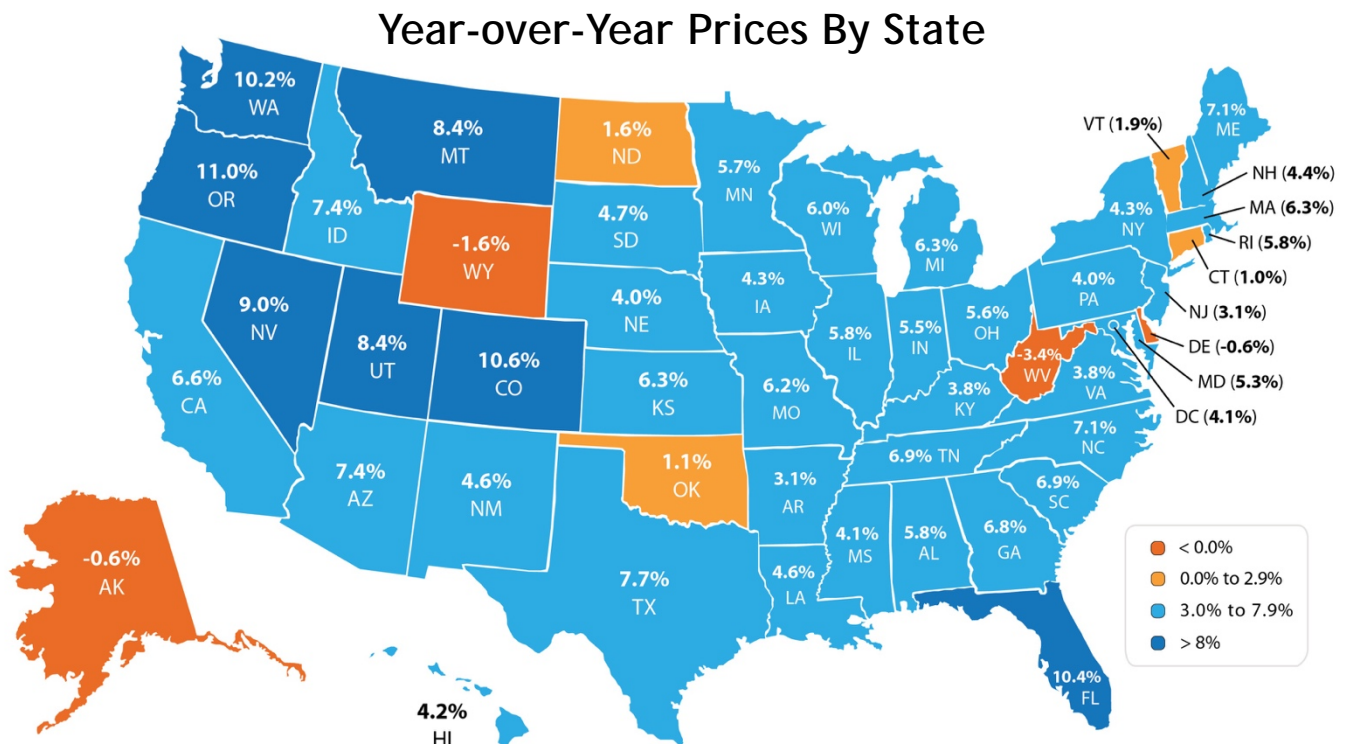 Year-over-Year Prices By State
10.2%
WA
11.0%
OR
7.4%
ID
8.4%
MT
1.6%
ND
5.7%
MN
4.7%
SD
-1.6%
WY
6.0%
WI
6.3%
MI
4.3%
NY
VT (1.9%)
7.1%
ME
NH (4.4%)
MA (6.3%)
RI (5.8%)
CT (1.0%)
NJ (3.1%)
DE (-0.6%)
MD (5.3%)
DC (4.1%)
4.0%
PA
9.0%
NV
8.4%
UT
10.6%
CO
4.0%
NE
4.3%
IA
5.8%
IL
5.5%
IN
5.6%
OH
-3.4%
WV
3.8%
VA
6.6%
CA
6.3%
KS
6.2%
MO
3.8%
KY
7.1%
NC
6.9% TN
6.9%
SC
7.4%
AZ
4.6%
NM
1.1%
OK
3.1%
AR
4.1%
MS
5.8%
AL
6.8%
GA
-0.6%
AK
7.7%
TX
4.6%
LA
10.4%
FL
4.2%
HI
< 0.0%
0.0% to 2.9%
3.0% to 7.9%
> 8%